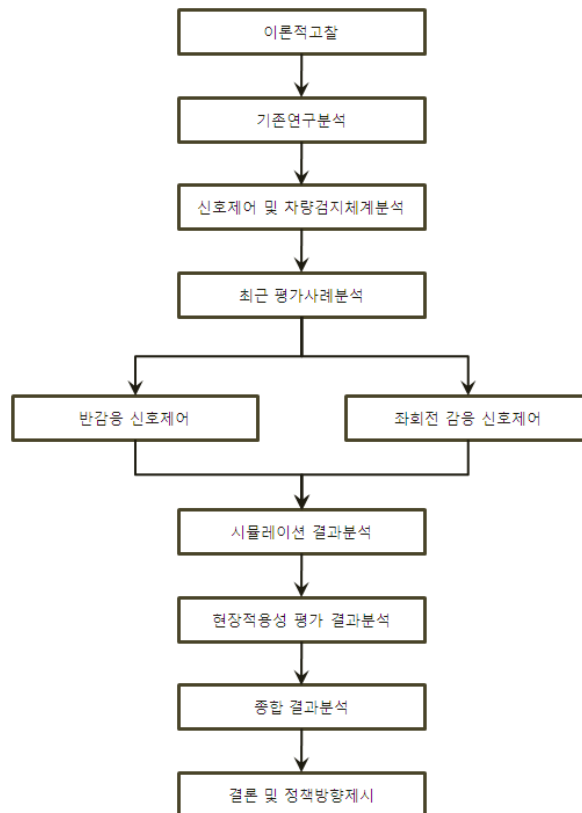 이론적고찰
기존연구분석
신호제어 및 차량검지체계분석
최근 평가사례분석
반감응 신호제어
좌회전 감응 신호제어
시뮬레이션 결과분석
현장적용성 평가 결과분석
종합 결과분석
결론 및 정책방향제시